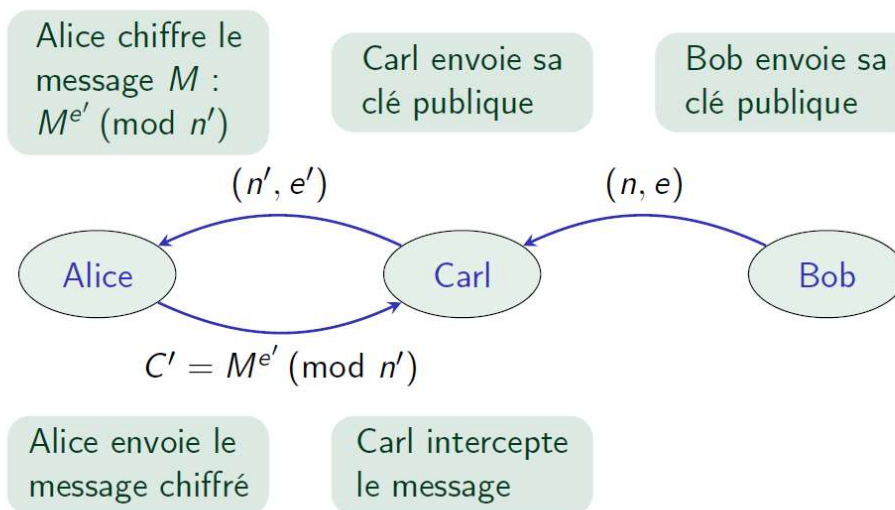 Alice chiffre le
message M :
M^{e'} (mod n')
Carl envoie sa
clé publique
Bob envoie sa
clé publique
(n', e')
(n, e)
Alice
Carl
Bob
C' = M^{e'} (mod n')
Alice envoie le
message chiffré
Carl intercepte
le message